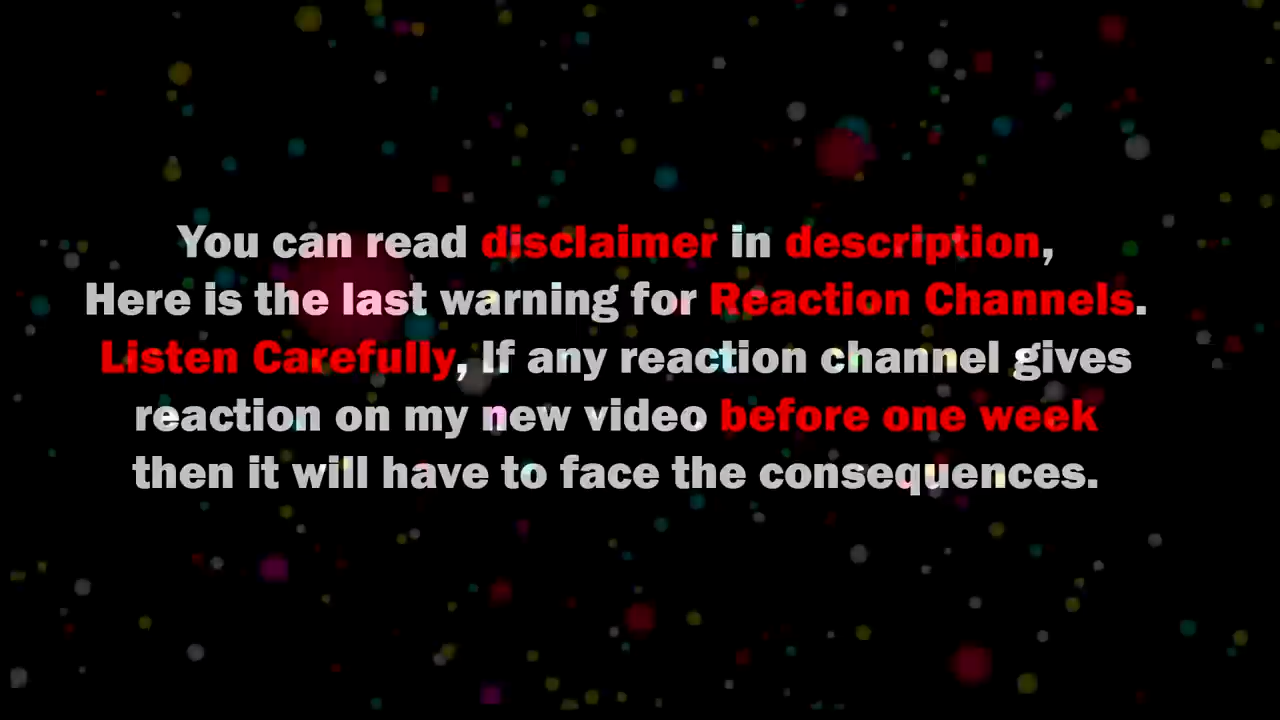 You can read disclaimer in description,
Here is the last warning for Reaction Channels.
Listen Carefully, If any reaction channel gives
reaction on my new video before one week
then it will have to face the consequences.